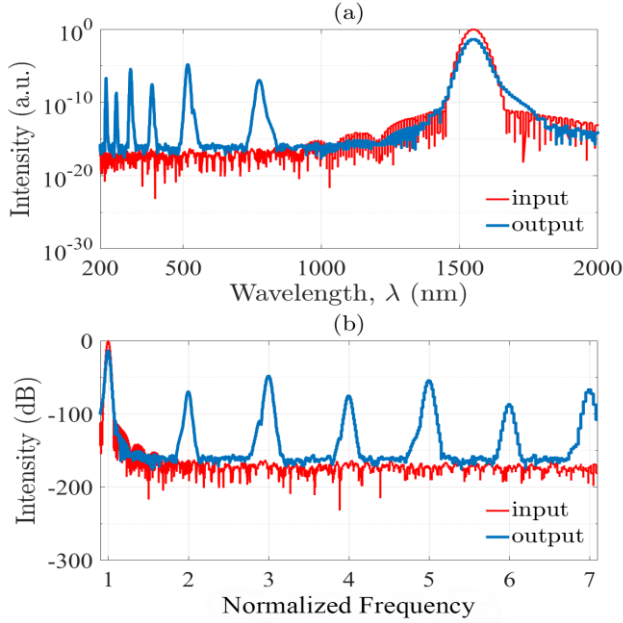 (a)
10^0
10^-10
10^-20
10^-30
Intensity (a.u.)
input
output
200 500 1000 1500 2000
Wavelength, λ (nm)
(b)
0
-100
-200
-300
Intensity (dB)
input
output
1 2 3 4 5 6 7
Normalized Frequency